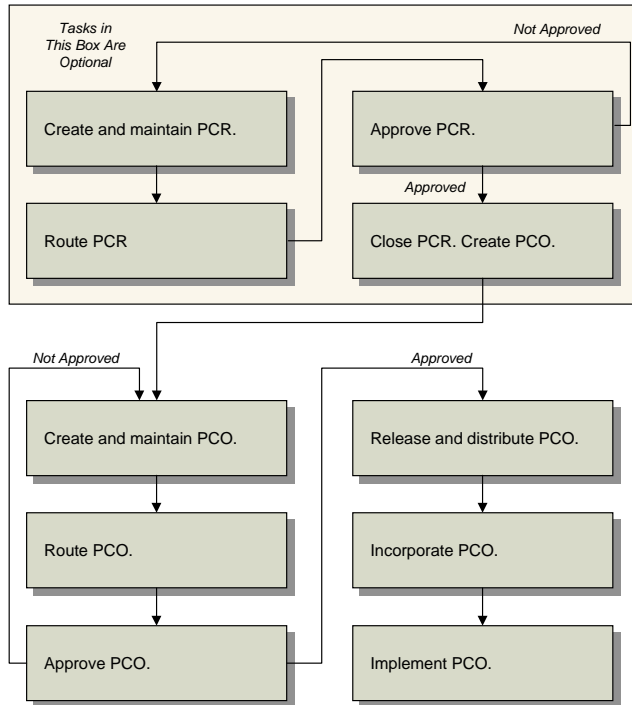 Tasks in
This Box Are
Optional
Not Approved
Create and maintain PCR.
Approve PCR.
Approved
Route PCR
Close PCR. Create PCO.
Not Approved
Approved
Create and maintain PCO.
Release and distribute PCO.
Route PCO.
Incorporate PCO.
Approve PCO.
Implement PCO.